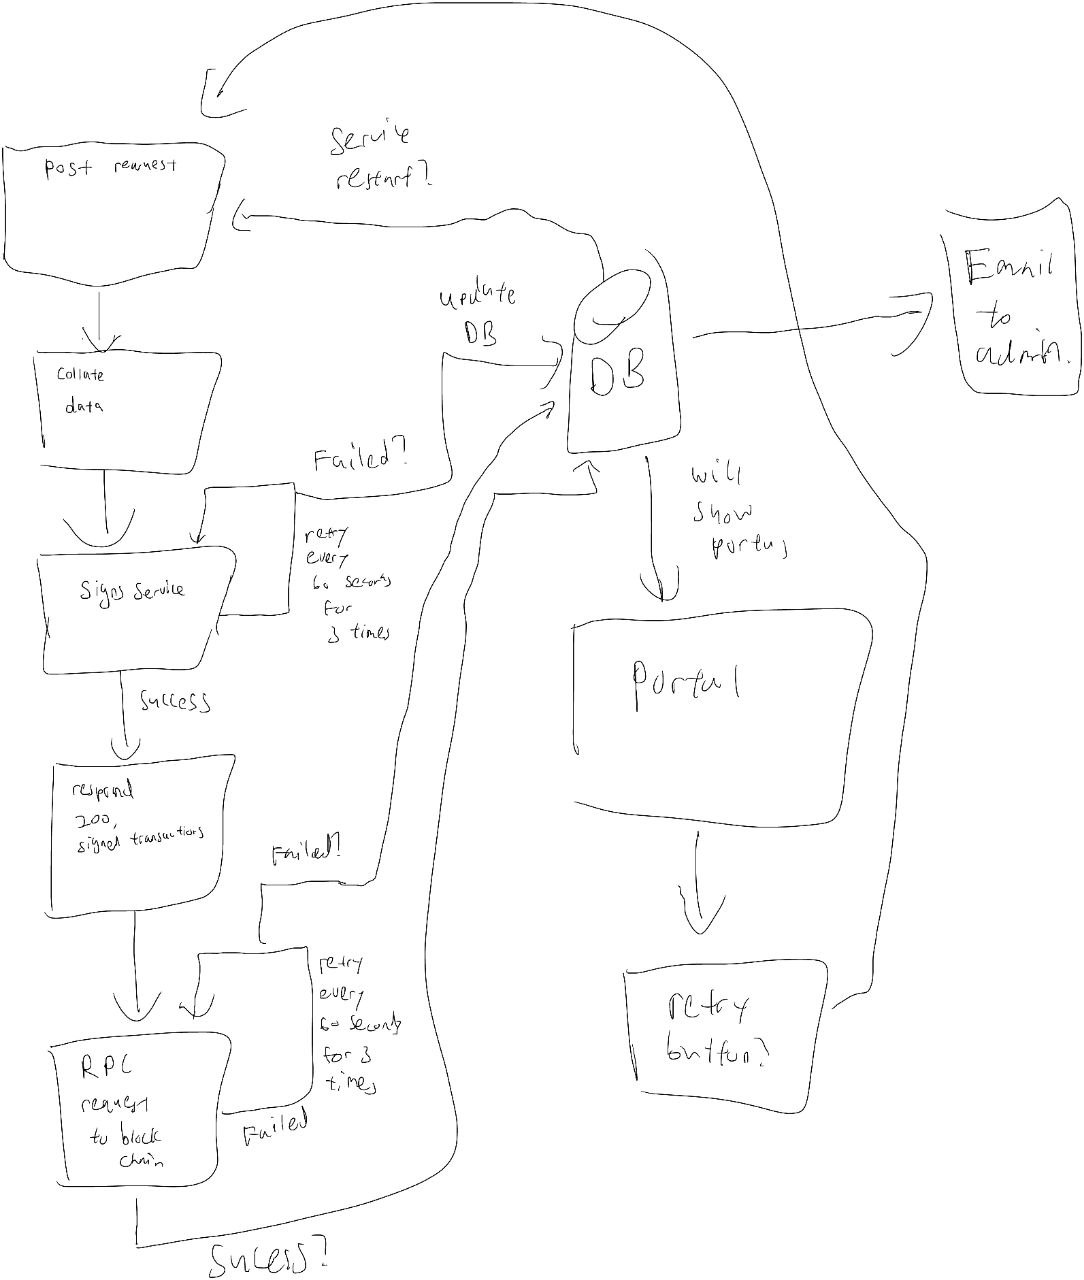 Service
restart?
Post request
Email
to
admin.
update
DB
DB
Collate
data
Failed?
will
show
portal
retry
every
60 seconds
for
3 times
Signs Service
Success
portal
respond
200,
signed transactions
Failed?
retry
every
60 seconds
for 3
times
retry
button?
RPC
request
to block
chain
Failed
Sucess?